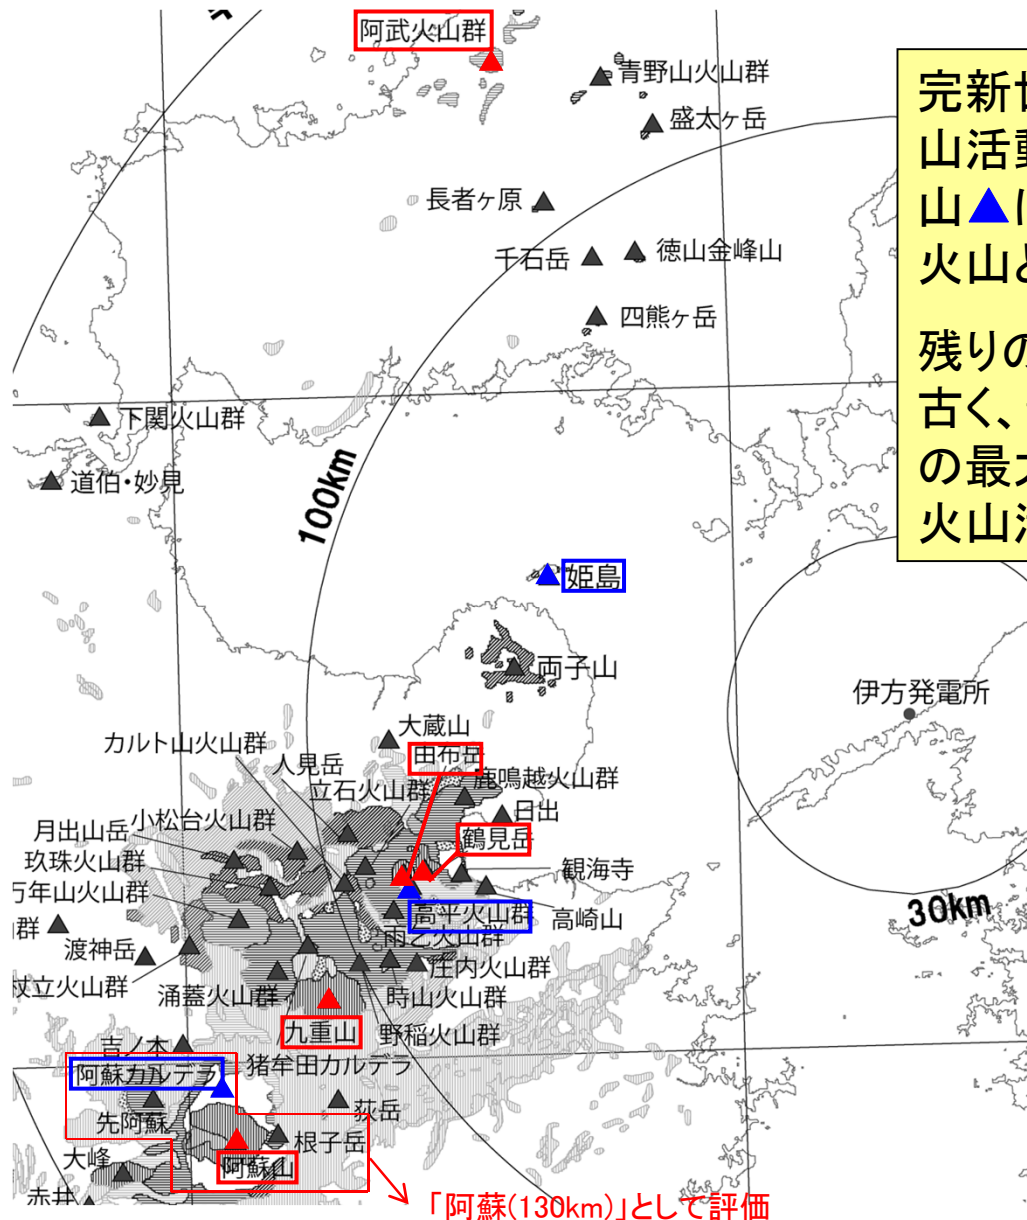 阿武火山群
青野山火山群
盛太ヶ岳
長者ヶ原
千石岳
徳山金峰山
四熊ヶ岳
完新世
山活動
山▲に
火山と
残りの
古く、
の最大
火山活
下関火山群
道伯・妙見
100km
姫島
両子山
伊方発電所
大蔵山
カルト山火山群
由布岳
人見岳
立石火山群
鹿鳴越火山群
日出
月出山岳
小松台火山群
鶴見岳
玖珠火山群
観海寺
万年山火山群
高平火山群
高崎山
30km
群
渡神岳
雨乞火山群
庄内火山群
杖立火山群
涌蓋火山群
時山火山群
九重山
野稲火山群
吉ノ本
猪牟田カルデラ
阿蘇カルデラ
先阿蘇
荻岳
根子岳
大峰
阿蘇山
赤井
「阿蘇(130km)」として評価